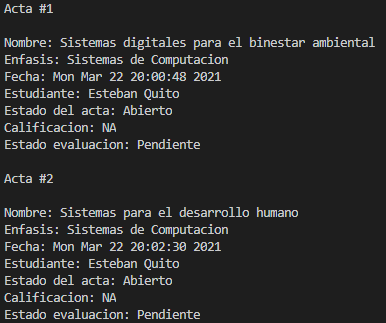 Acta #1
Nombre: Sistemas digitales para el binestar ambiental
Enfasis: Sistemas de Computacion
Fecha: Mon Mar 22 20:00:48 2021
Estudiante: Esteban Quito
Estado del acta: Abierto
Calificacion: NA
Estado evaluacion: Pendiente
Acta #2
Nombre: Sistemas para el desarrollo humano
Enfasis: Sistemas de Computacion
Fecha: Mon Mar 22 20:02:30 2021
Estudiante: Esteban Quito
Estado del acta: Abierto
Calificacion: NA
Estado evaluacion: Pendiente